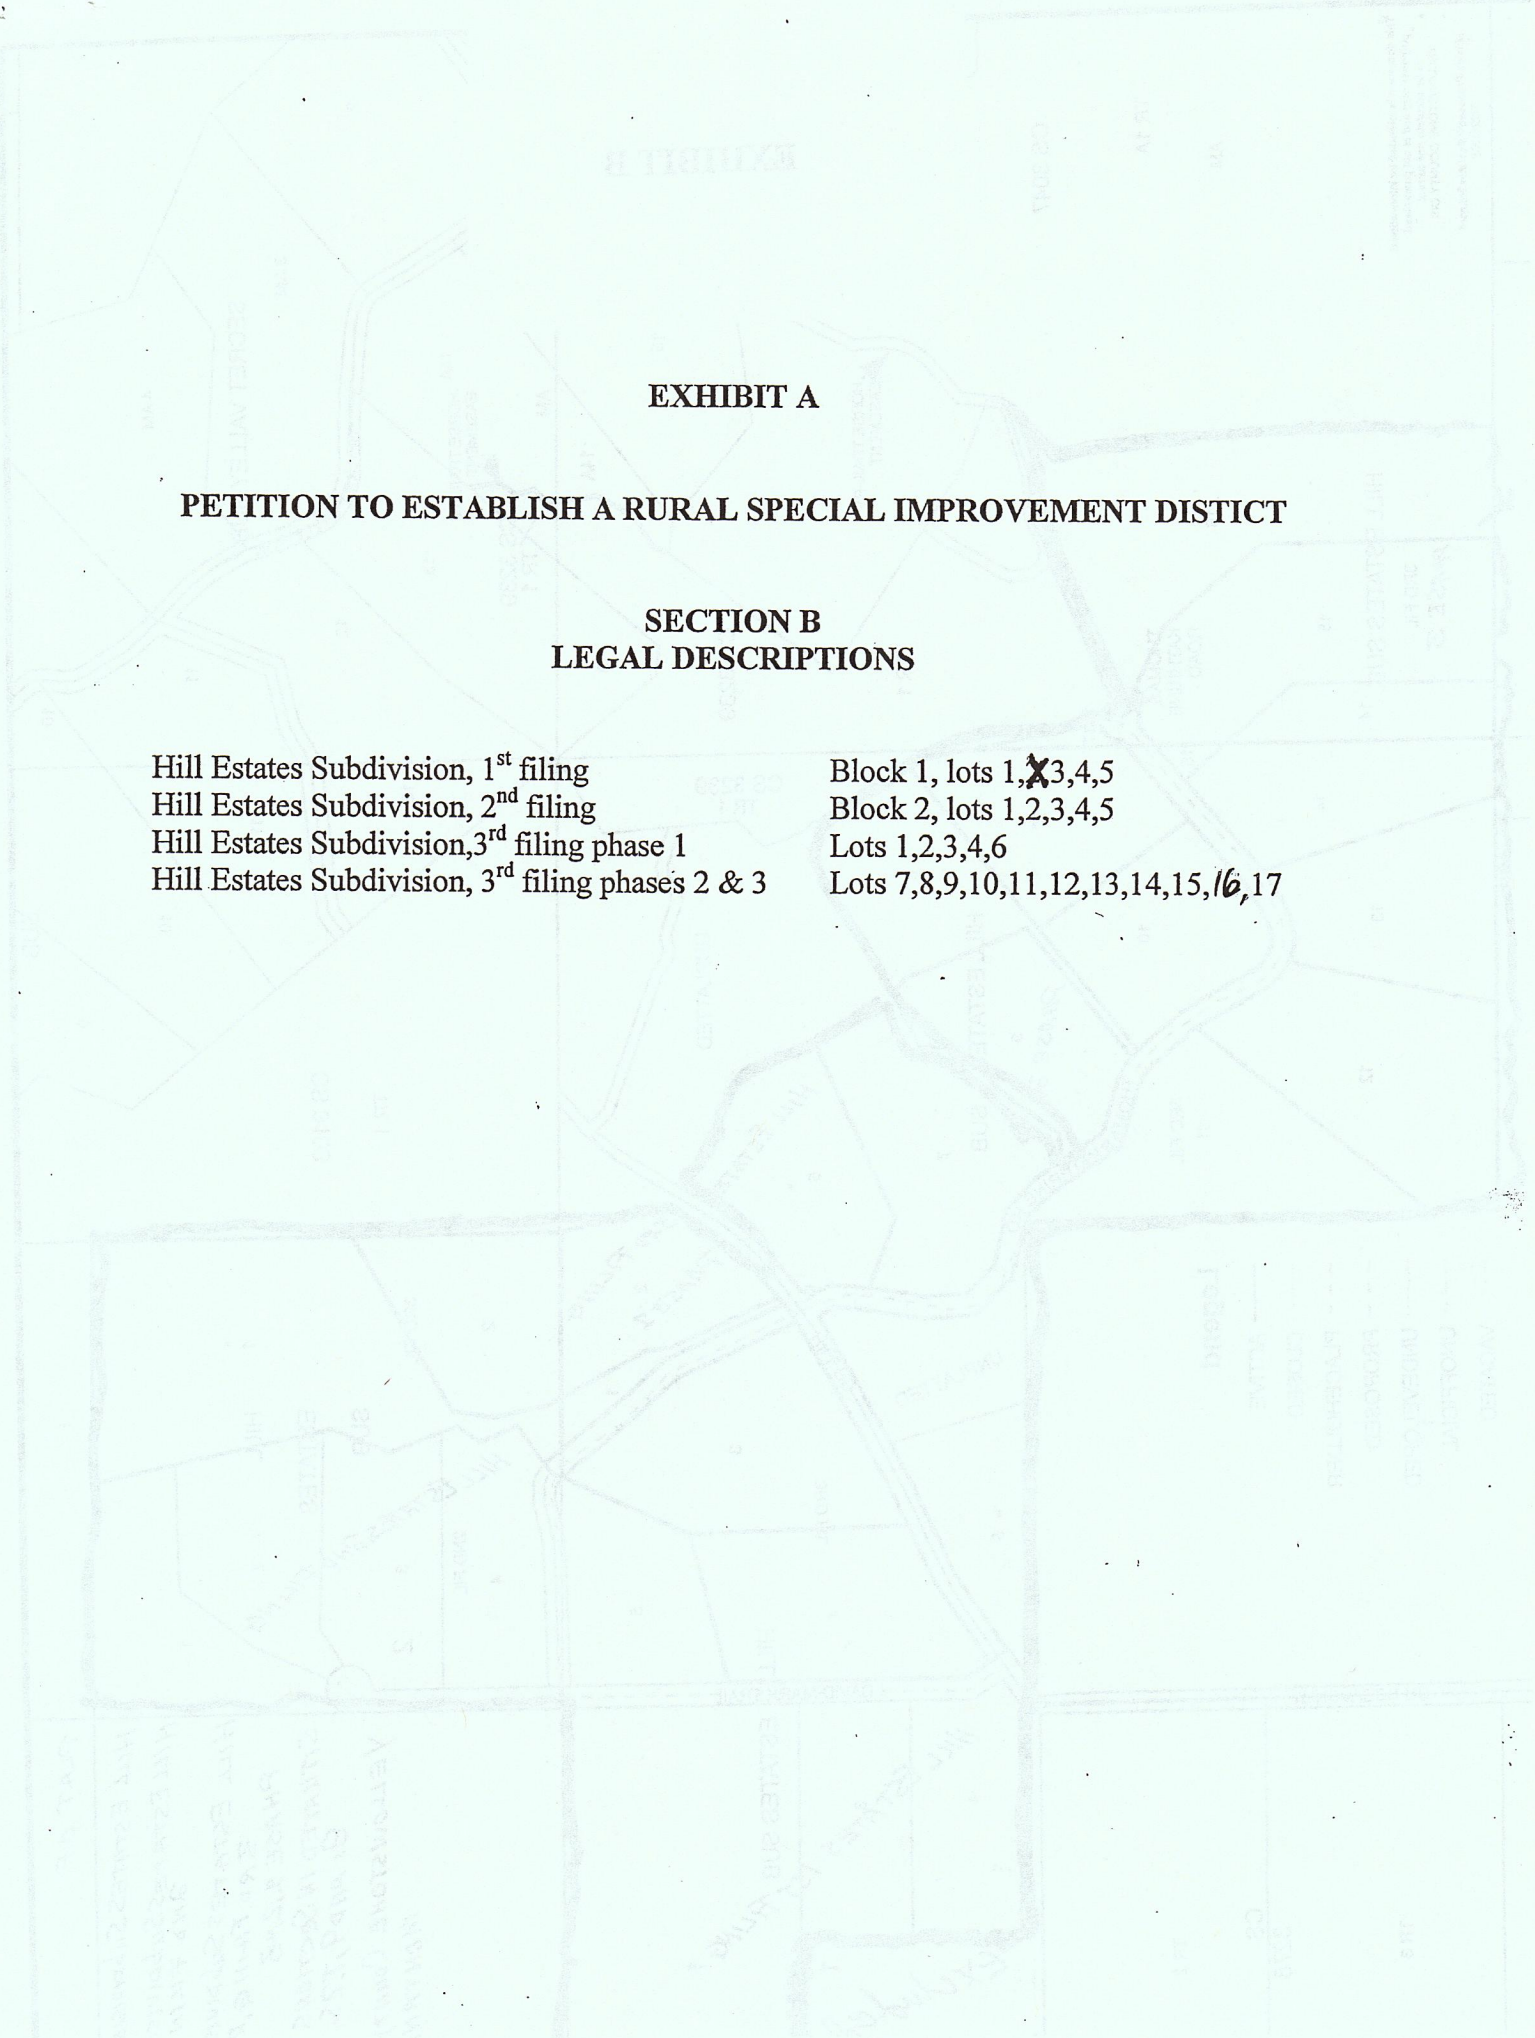 EXHIBIT A
PETITION TO ESTABLISH A RURAL SPECIAL IMPROVEMENT DISTICT
SECTION B
LEGAL DESCRIPTIONS
Hill Estates Subdivision, 1st filing Block 1, lots 1,3,4,5
Hill Estates Subdivision, 2nd filing Block 2, lots 1,2,3,4,5
Hill Estates Subdivision,3rd filing phase 1 Lots 1,2,3,4,6
Hill Estates Subdivision, 3rd filing phases 2 & 3 Lots 7,8,9,10,11,12,13,14,15,16,17